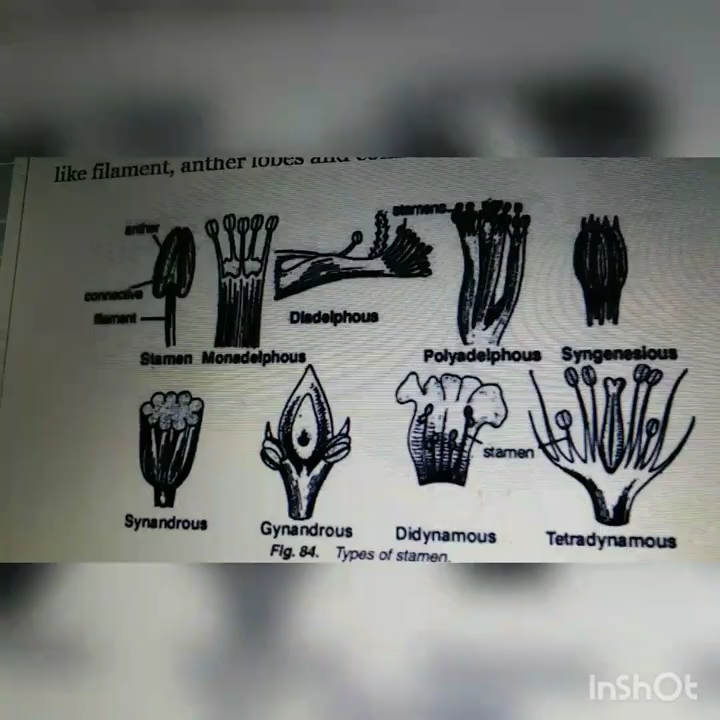 like filament, anther lobes and
anther
stamens
connective
filament
Diadelphous
Stamen Monadelphous Polyadelphous Syngenesious
stamen
Synandrous Gynandrous Didynamous Tetradynamous
Fig. 84. Types of stamen.
InShOt